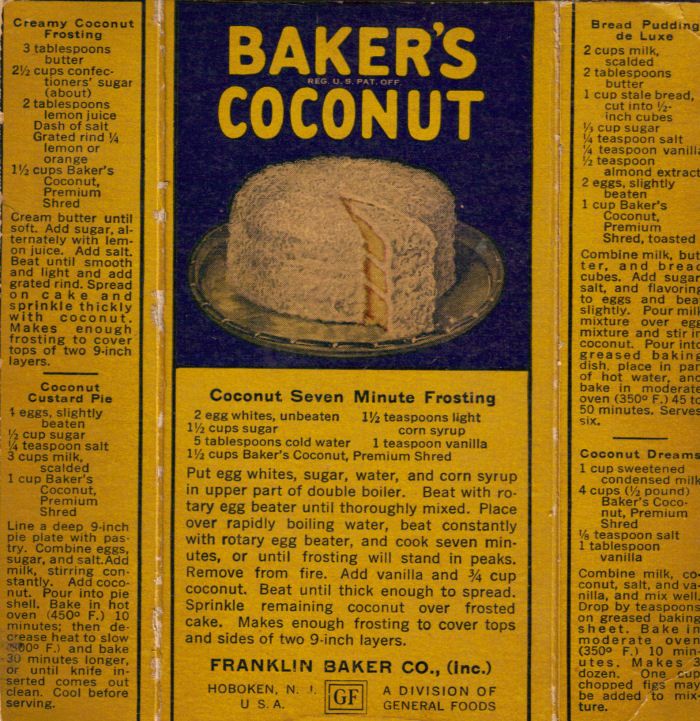 Creamy Coconut
Frosting
3 tablespoons
butter
2½ cups confec-
tioners' sugar
(about)
2 tablespoons
lemon juice
Dash of salt
Grated rind ¼
lemon or
orange
1½ cups Baker's
Coconut,
Premium
Shred
Cream butter until
soft. Add sugar, al-
ternately with lem-
on juice. Add salt.
Beat until smooth
and light and add
grated rind. Spread
on cake and
sprinkle thickly
with coconut.
Makes enough
frosting to cover
tops of two 9-inch
layers.
Coconut
Custard Pie
4 eggs, slightly
beaten
½ cup sugar
¼ teaspoon salt
3 cups milk,
scalded
1 cup Baker's
Coconut,
Premium
Shred
Line a deep 9-inch
pie plate with pas-
try. Combine eggs,
sugar, and salt. Add
milk, stirring con-
stantly. Add coco-
nut. Pour into pie
shell. Bake in hot
oven (450° F.) 10
minutes; then de-
crease heat to slow
F.) and bake
30 minutes longer,
or until knife in-
serted comes out
clean. Cool before
serving.
BAKER'S
REG. U. S. PAT. OFF.
COCONUT
Coconut Seven Minute Frosting
2 egg whites, unbeaten 1½ teaspoons light
1½ cups sugar corn syrup
5 tablespoons cold water 1 teaspoon vanilla
1½ cups Baker's Coconut, Premium Shred
Put egg whites, sugar, water, and corn syrup
in upper part of double boiler. Beat with ro-
tary egg beater until thoroughly mixed. Place
over rapidly boiling water, beat constantly
with rotary egg beater, and cook seven min-
utes, or until frosting will stand in peaks.
Remove from fire. Add vanilla and ¾ cup
coconut. Beat until thick enough to spread.
Sprinkle remaining coconut over frosted
cake. Makes enough frosting to cover tops
and sides of two 9-inch layers.
FRANKLIN BAKER CO., (Inc.)
HOBOKEN, N. J.
U S. A.
GF
A DIVISION OF
GENERAL FOODS
Bread Pudding
de Luxe
2 cups milk,
scalded
2 tablespoons
butter
1 cup stale bread,
cut into ½-
inch cubes
⅓ cup sugar
¼ teaspoon salt
¼ teaspoon vanilla
½ teaspoon
almond extract
2 eggs, slightly
beaten
1 cup Baker's
Coconut,
Premium
Shred, toasted
Combine milk, but
ter, and bread
cubes. Add sugar
salt, and flavoring
to eggs and beat
slightly. Pour milk
mixture over egg
mixture and stir in
coconut. Pour into
greased baking
dish, place in pan
of hot water, and
bake in moderate
oven (350° F.) 45 to
50 minutes. Serves
six.
Coconut Dreams
1 cup sweetened
condensed milk
4 cups (½ pound)
Baker's Coco-
nut, Premium
Shred
⅛ teaspoon salt
1 tablespoon
vanilla
Combine milk, co-
conut, salt, and va-
nilla, and mix well.
Drop by teaspoons
on greased baking
sheet. Bake in
moderate oven
(350° F.) 10 min-
utes. Makes 3
dozen. One cup
chopped figs may
be added to mix-
ture.